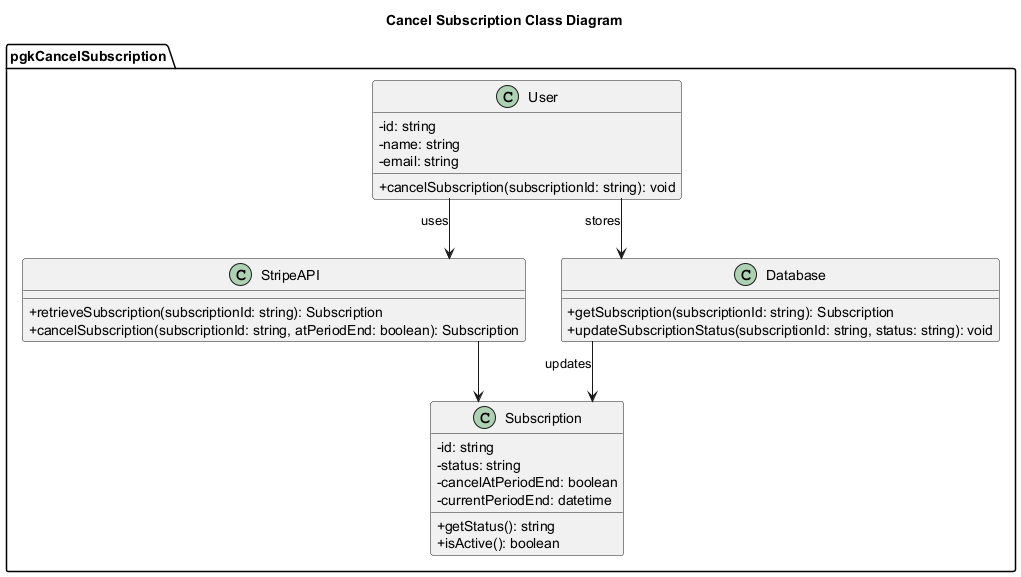 Cancel Subscription Class Diagram
pgkCancelSubscription
C User
-id: string
-name: string
-email: string
+cancelSubscription(subscriptionId: string): void
uses
stores
C StripeAPI
+retrieveSubscription(subscriptionId: string): Subscription
+cancelSubscription(subscriptionId: string, atPeriodEnd: boolean): Subscription
C Database
+getSubscription(subscriptionId: string): Subscription
+updateSubscriptionStatus(subscriptionId: string, status: string): void
updates
C Subscription
-id: string
-status: string
-cancelAtPeriodEnd: boolean
-currentPeriodEnd: datetime
+getStatus(): string
+isActive(): boolean